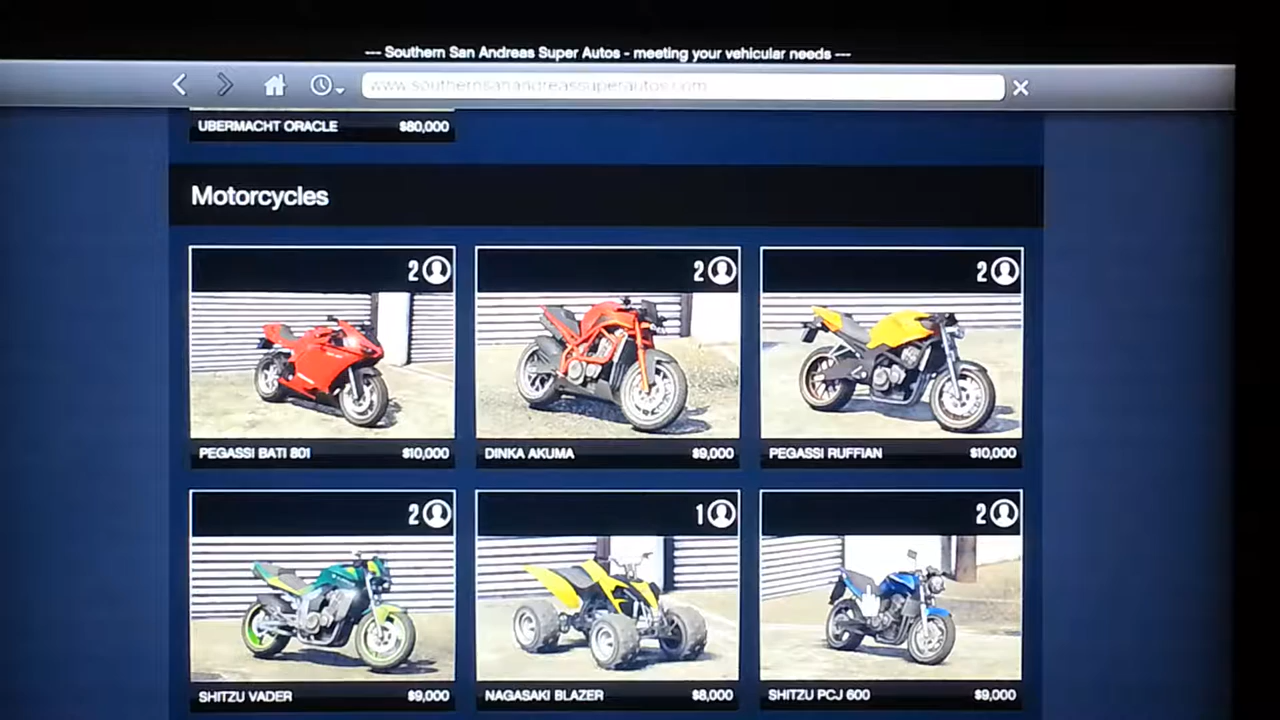 --- Southern San Andreas Super Autos - meeting your vehicular needs ---
www.southernsanandreassuperautos.com
UBERMACHT ORACLE $80,000
Motorcycles
2 2 2
PEGASSI BATI 801 $10,000 DINKA AKUMA $9,000 PEGASSI RUFFIAN $10,000
2 1 2
SHITZU VADER $9,000 NAGASAKI BLAZER $8,000 SHITZU PCJ 600 $9,000